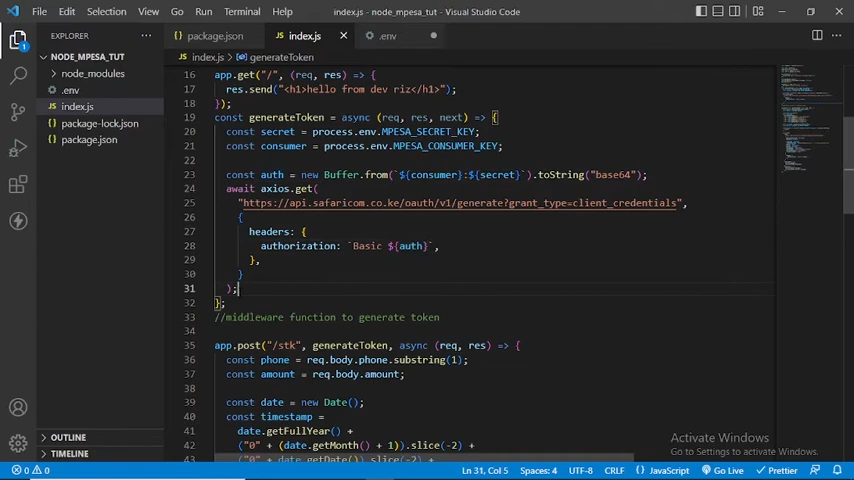 File Edit Selection View Go Run Terminal Help index.js - node_mpesa_tut - Visual Studio Code
EXPLORER
package.json
index.js
.env
NODE_MPESA_TUT
node_modules
.env
index.js
package-lock.json
package.json
OUTLINE
TIMELINE
index.js > generateToken
16 app.get("/", (req, res) => {
17 res.send("<h1>hello from dev riz</h1>");
18 });
19 const generateToken = async (req, res, next) => {
20 const secret = process.env.MPESA_SECRET_KEY;
21 const consumer = process.env.MPESA_CONSUMER_KEY;
22
23 const auth = new Buffer.from(`${consumer}:${secret}`).toString("base64");
24 await axios.get(
25 "https://api.safaricom.co.ke/oauth/v1/generate?grant_type=client_credentials",
26 {
27 headers: {
28 authorization: `Basic ${auth}`,
29 },
30 }
31 );
32 };
33 //middleware function to generate token
34
35 app.post("/stk", generateToken, async (req, res) => {
36 const phone = req.body.phone.substring(1);
37 const amount = req.body.amount;
38
39 const date = new Date();
40 const timestamp =
41 date.getFullYear() +
42 ("0" + (date.getMonth() + 1)).slice(-2) +
43 ("0" + date.getDate()).slice(-2) +
Activate Windows
Go to Settings to activate Windows.
0 0 Ln 31, Col 5 Spaces: 4 UTF-8 CRLF {} JavaScript Go Live Prettier